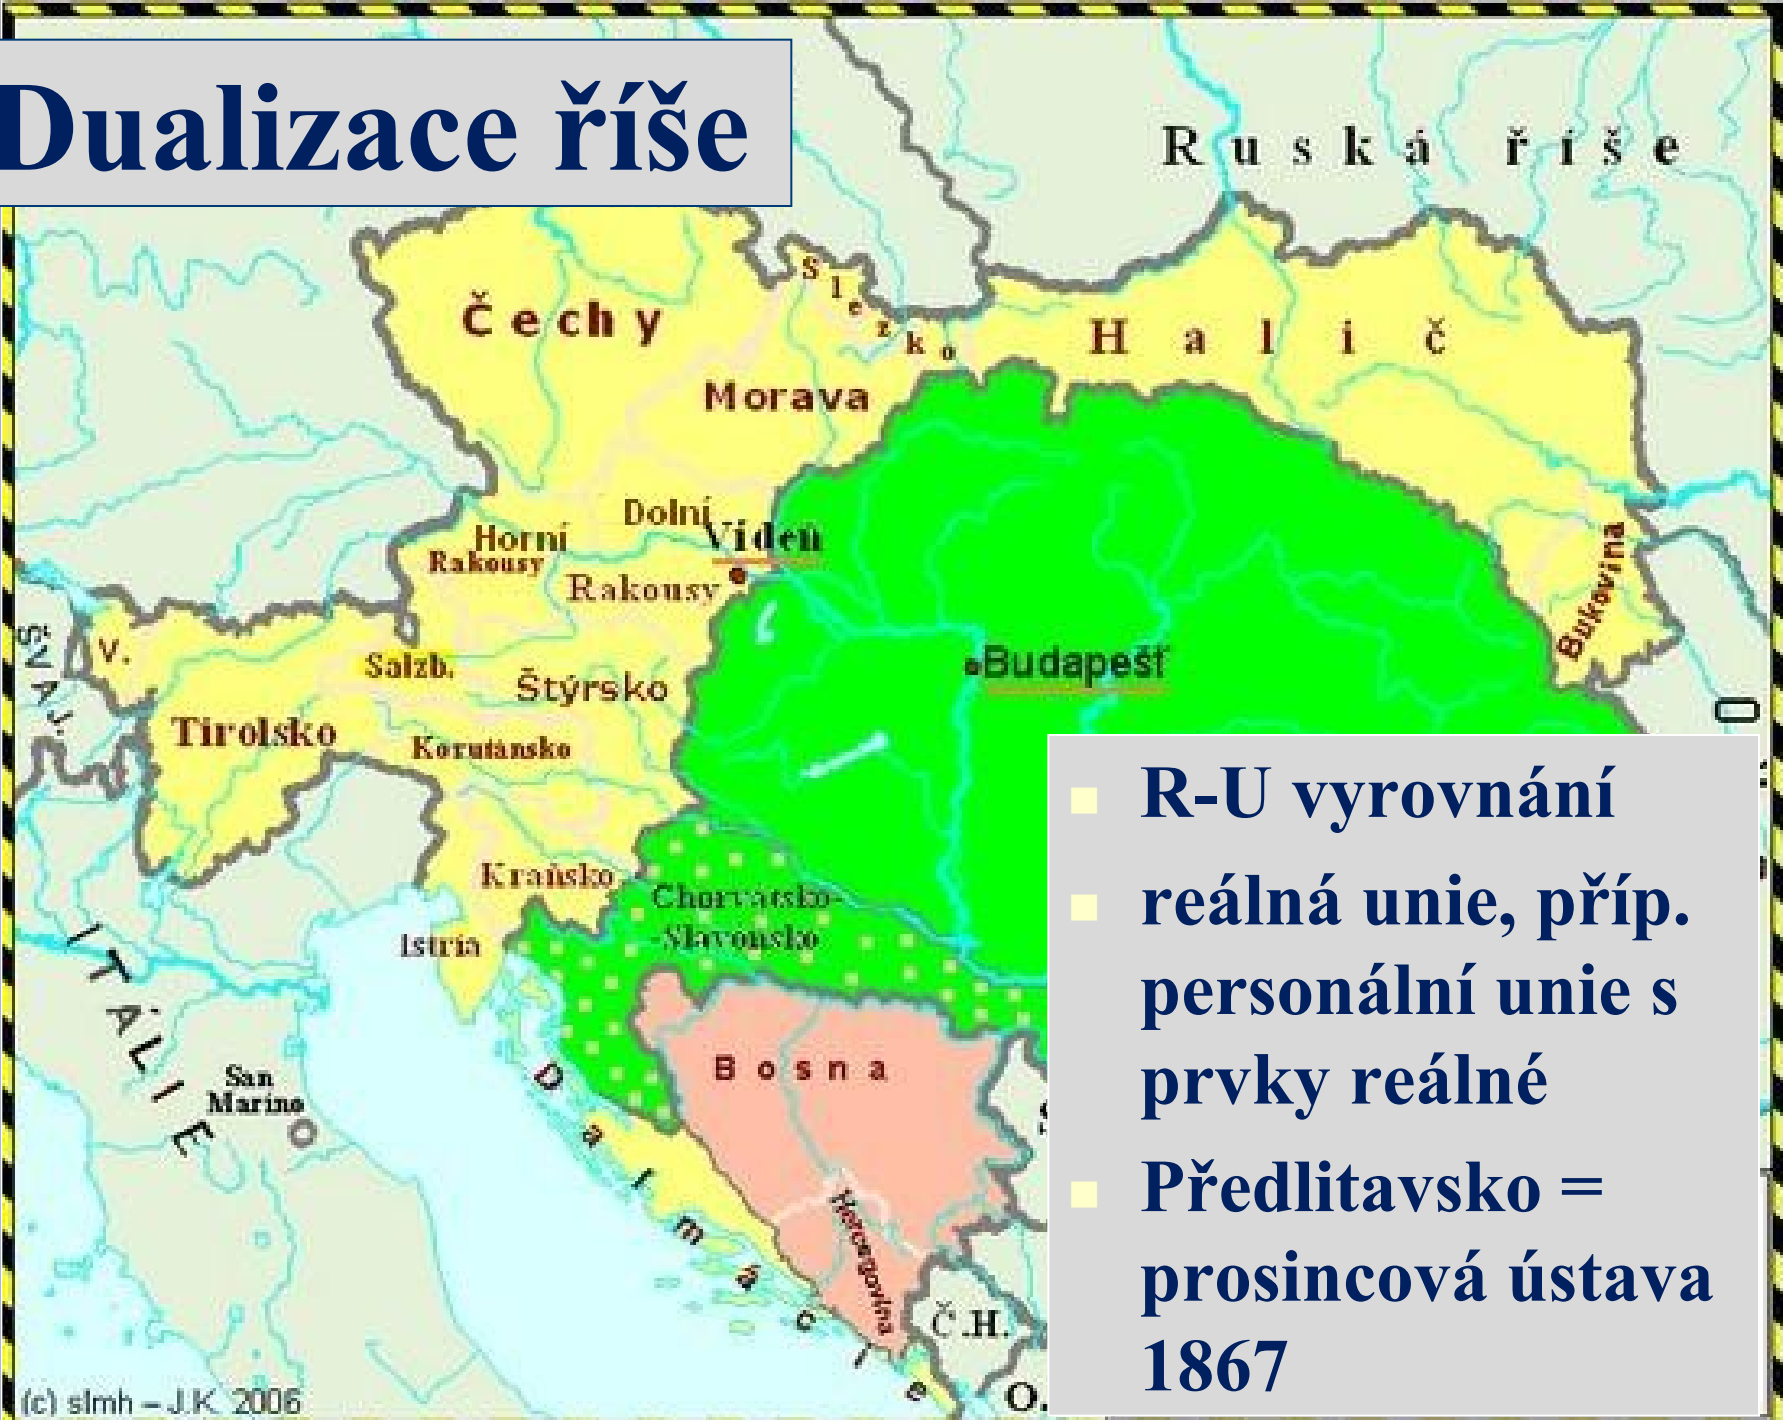 Dualizace říše
Ruská říše
Čechy
Slezsko
Halič
Morava
Dolní
Vídeň
Horní
Rakousy
Rakousy
Bukovina
ŠVAJ.
V.
Salzb.
Štýrsko
Budapešť
Tirolsko
Korutansko
Kraňsko
Chorvatsko-
-Slavonsko
Istria
ITÁLIE
Bosna
San
Marino
Dalmácie
Hercegovina
Č.H.
O.
R-U vyrovnání
reálná unie, příp.
personální unie s
prvky reálné
Předlitavsko =
prosincová ústava
1867
(c) slmh – J.K. 2006